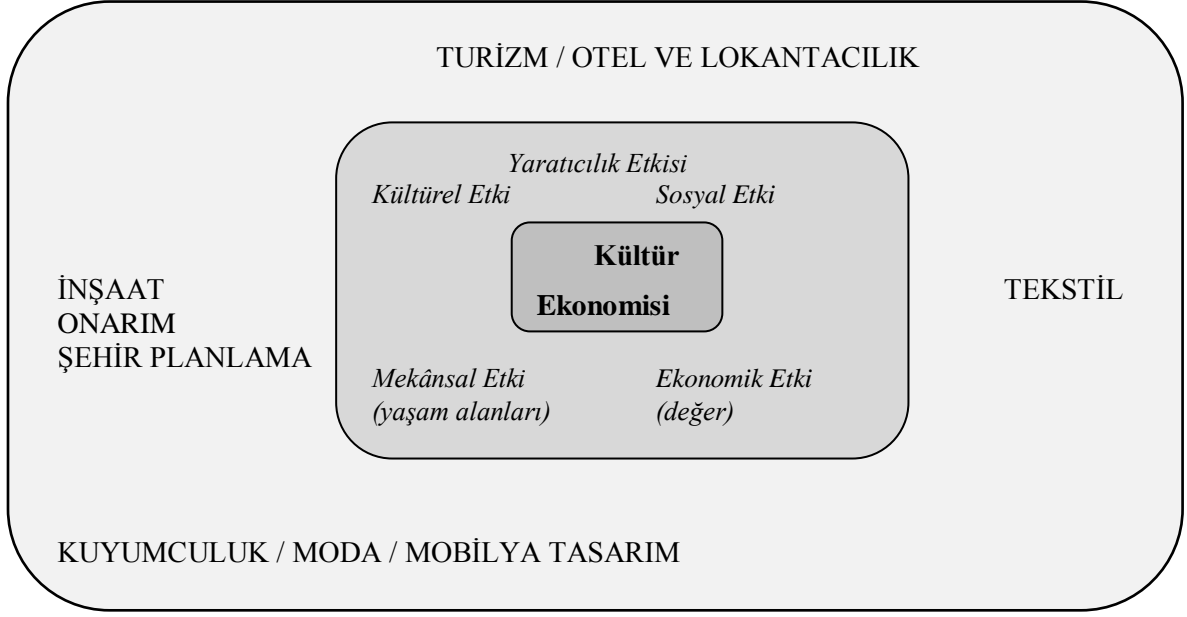 TURİZM / OTEL VE LOKANTACILIK
Yaratıcılık Etkisi
Kültürel Etki
Sosyal Etki
Kültür
Ekonomisi
İNŞAAT
ONARIM
ŞEHİR PLANLAMA
TEKSTİL
Mekânsal Etki
(yaşam alanları)
Ekonomik Etki
(değer)
KUYUMCULUK / MODA / MOBİLYA TASARIM